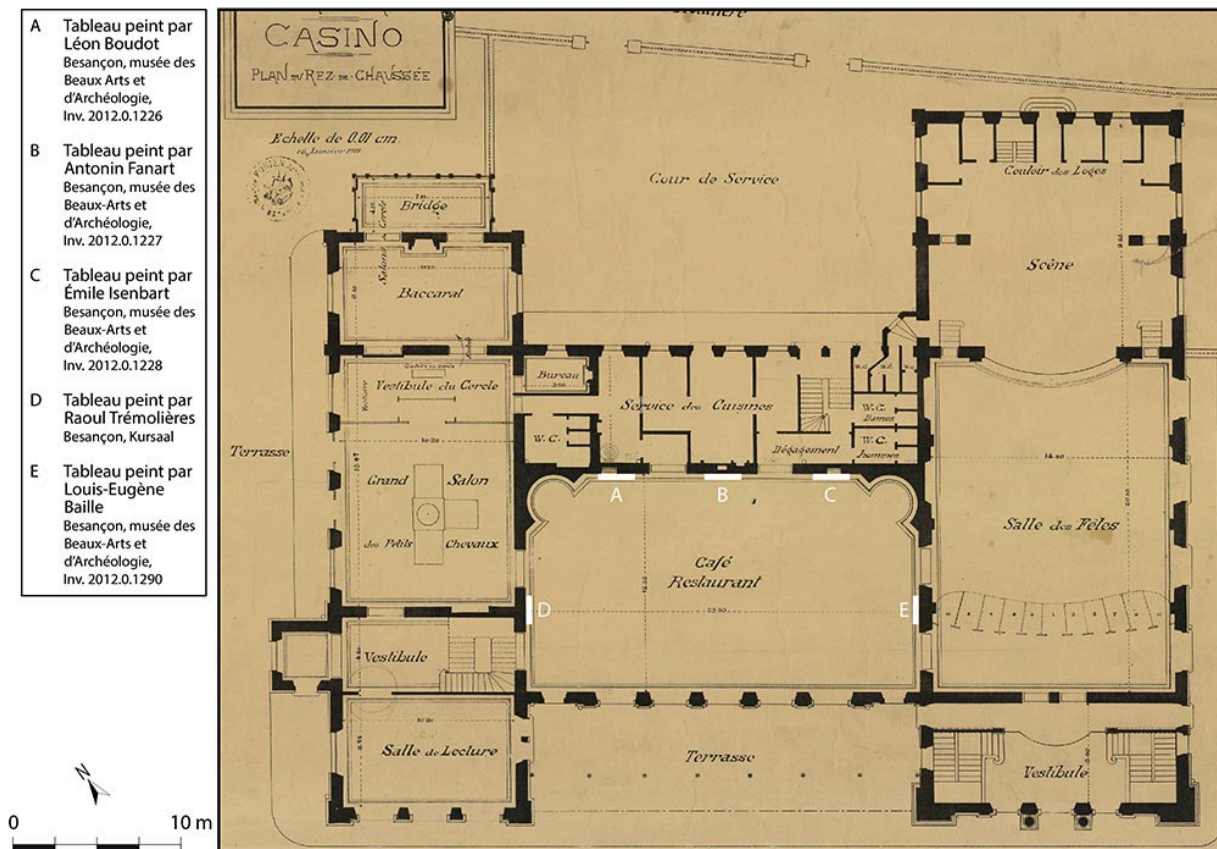 A Tableau peint par
Léon Boudot
Besançon, musée des
Beaux Arts et
d'Archéologie,
Inv. 2012.0.1226
B Tableau peint par
Antonin Fanart
Besançon, musée des
Beaux-Arts et
d'Archéologie,
Inv. 2012.0.1227
C Tableau peint par
Émile Isenbart
Besançon, musée des
Beaux-Arts et
d'Archéologie,
Inv. 2012.0.1228
D Tableau peint par
Raoul Trémolières
Besançon, Kursaal
E Tableau peint par
Louis-Eugène
Baille
Besançon, musée des
Beaux-Arts et
d'Archéologie,
Inv. 2012.0.1290
N
0 10 m
CASINO
PLAN DU REZ-DE-CHAUSSÉE
Echelle de 0.01 cm.
Cour de Service
Couloir des Loges
Bridge
Salons Cercle
Scène
Baccarat
Bureau
Vestibule du Cercle
Service des Cuisines
W.C.
Dames
W.C.
W.C.
hommes
Dégagement
Terrasse
Grand Salon
des Petits Chevaux
A B C
Salle des Fêtes
Café
Restaurant
D E
Vestibule
Salle de Lecture
Terrasse
Vestibule